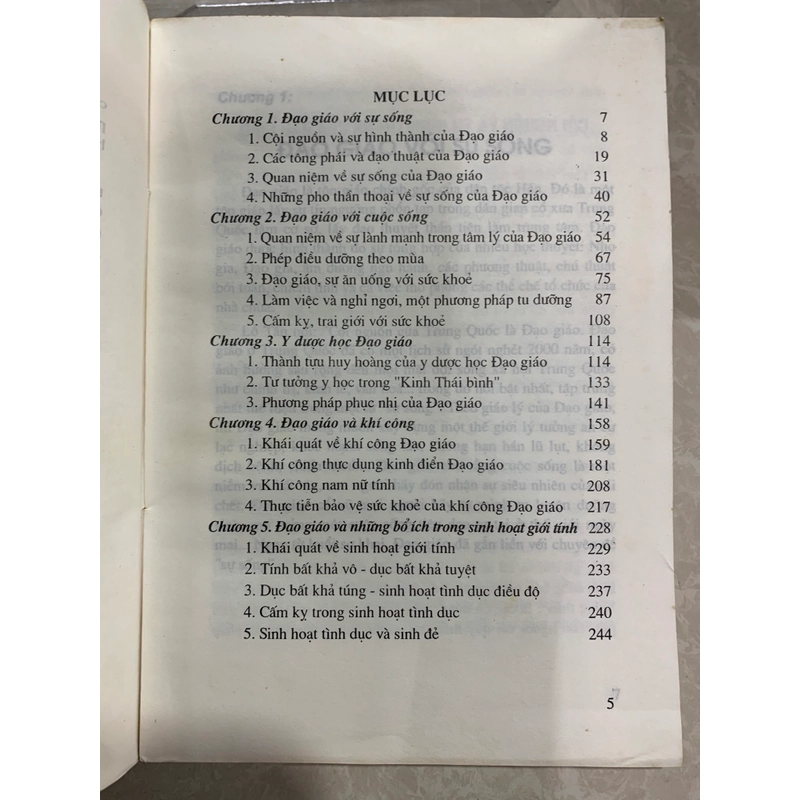 MỤC LỤC
Chương 1. Đạo giáo với sự sống 7
1. Cội nguồn và sự hình thành của Đạo giáo 8
2. Các tông phái và đạo thuật của Đạo giáo 19
3. Quan niệm về sự sống của Đạo giáo 31
4. Những pho thần thoại về sự sống của Đạo giáo 40
Chương 2. Đạo giáo với cuộc sống 52
1. Quan niệm về sự lành mạnh trong tâm lý của Đạo giáo 54
2. Phép điều dưỡng theo mùa 67
3. Đạo giáo, sự ăn uống với sức khoẻ 75
4. Làm việc và nghỉ ngơi, một phương pháp tu dưỡng 87
5. Cấm kỵ, trai giới với sức khoẻ 108
Chương 3. Y dược học Đạo giáo 114
1. Thành tựu huy hoàng của y dược học Đạo giáo 114
2. Tư tưởng y học trong "Kinh Thái bình" 133
3. Phương pháp phục nhị của Đạo giáo 141
Chương 4. Đạo giáo và khí công 158
1. Khái quát về khí công Đạo giáo 159
2. Khí công thực dụng kinh điển Đạo giáo 181
3. Khí công nam nữ tính 208
4. Thực tiễn bảo vệ sức khoẻ của khí công Đạo giáo 217
Chương 5. Đạo giáo và những bổ ích trong sinh hoạt giới tính 228
1. Khái quát về sinh hoạt giới tính 229
2. Tính bất khả vô - dục bất khả tuyệt 233
3. Dục bất khả túng - sinh hoạt tình dục điều độ 237
4. Cấm kỵ trong sinh hoạt tình dục 240
5. Sinh hoạt tình dục và sinh đẻ 244
5